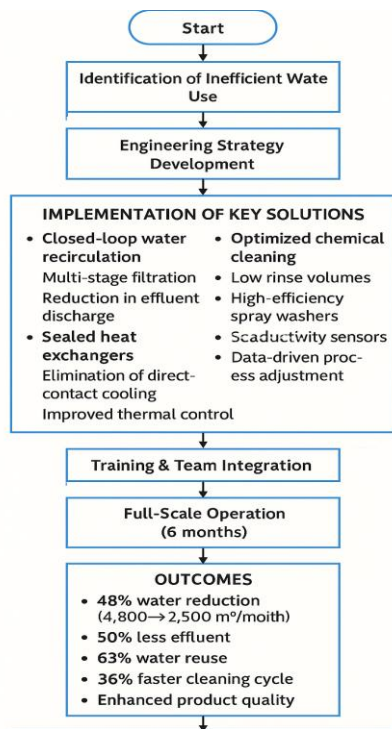 Start
Identification of Inefficient Wate
Use
Engineering Strategy
Development
IMPLEMENTATION OF KEY SOLUTIONS
• Closed-loop water
recirculation
Multi-stage filtration
Reduction in effluent
discharge
• Sealed heat
exchangers
Elimination of direct-
contact cooling
Improved thermal control
• Optimized chemical
cleaning
• Low rinse volumes
• High-efficiency
spray washers
• Scaductivity sensors
• Data-driven proc-
ess adjustment
Training & Team Integration
Full-Scale Operation
(6 months)
OUTCOMES
• 48% water reduction
(4,800→2,500 mº/moith)
• 50% less effluent
• 63% water reuse
• 36% faster cleaning cycle
• Enhanced product quality